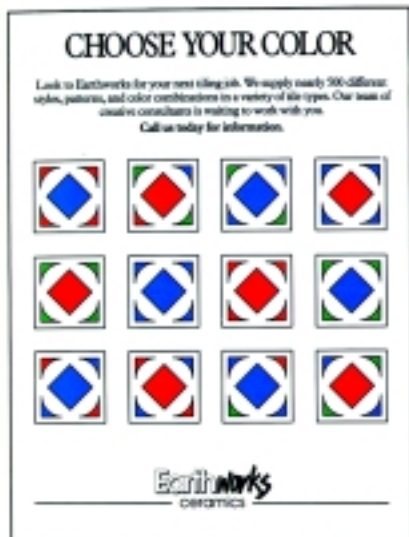 CHOOSE YOUR COLOR
Look to Earthworks for your next tiling job. We supply nearly 500 different
styles, patterns, and color combinations in a variety of tile types. Our team of
creative consultants is waiting to work with you.
Call us today for information.
Earthworks
ceramics